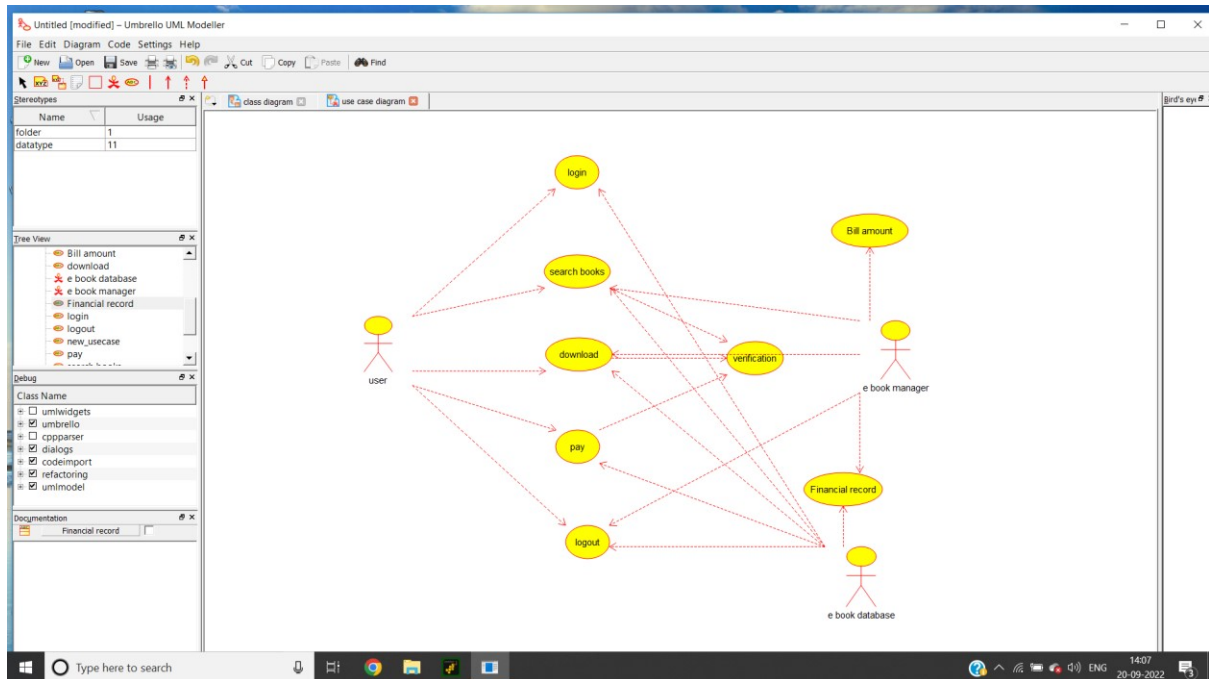 Untitled [modified] – Umbrello UML Modeller
File Edit Diagram Code Settings Help
New Open Save Cut Copy Paste Find
Stereotypes
Name Usage
folder 1
datatype 11
Tree View
Bill amount
download
e book database
e book manager
Financial record
login
logout
new_usecase
pay
Debug
Class Name
umlwidgets
umbrello
cppparser
dialogs
codeimport
refactoring
umlmodel
Documentation
Financial record
class diagram
use case diagram
login
Bill amount
search books
user
download
verification
e book manager
pay
Financial record
logout
e book database
Bird's eye
Type here to search
ENG
14:07
20-09-2022
3